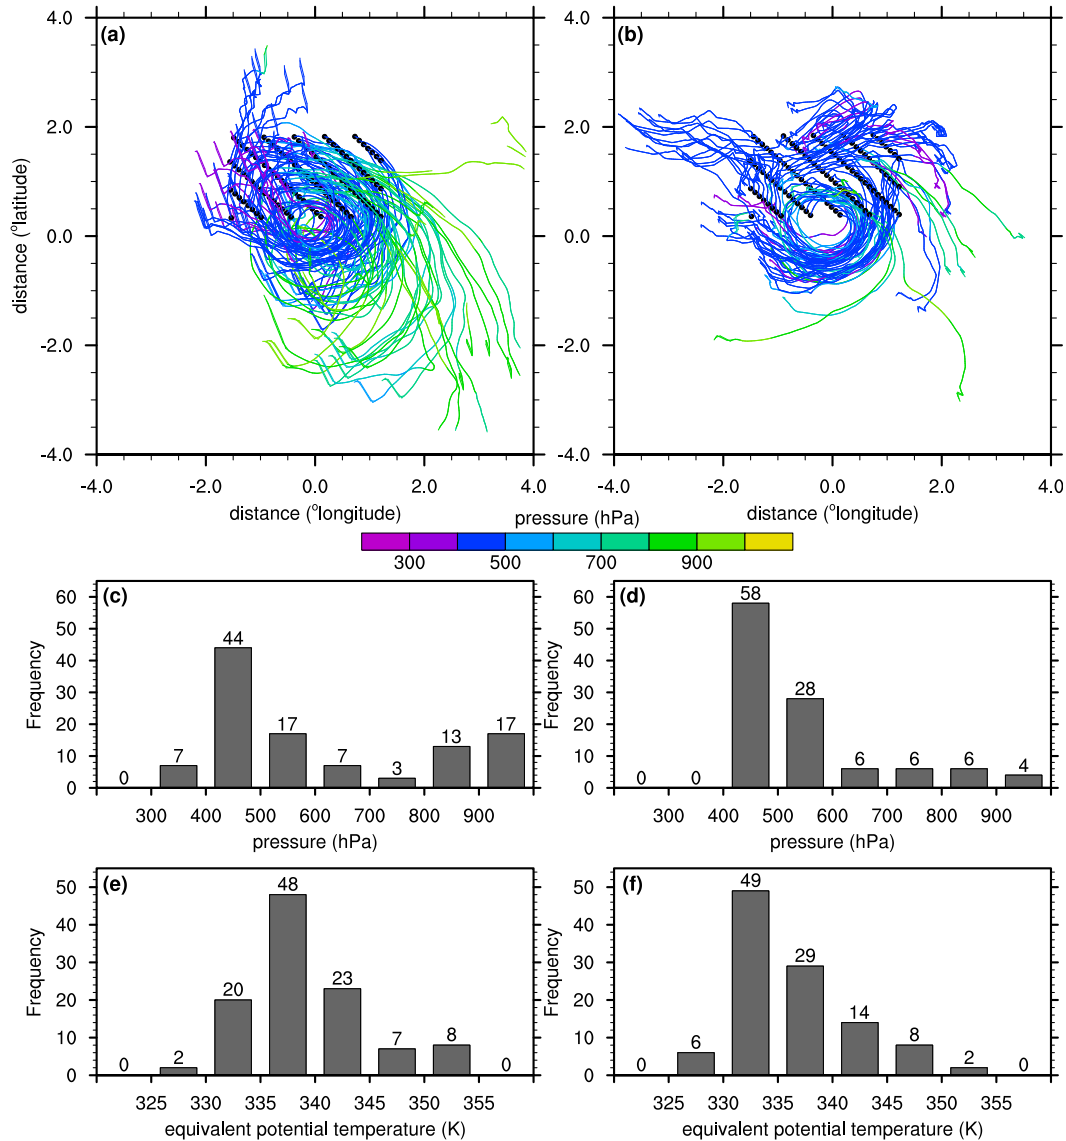 (a)
(b)
4.0
2.0
0.0
-2.0
-4.0
distance (°latitude)
4.0
2.0
0.0
-2.0
-4.0
-4.0 -2.0 0.0 2.0 4.0
-4.0 -2.0 0.0 2.0 4.0
distance (°longitude)
pressure (hPa)
distance (°longitude)
300 500 700 900
(c)
60
50
40
30
20
10
0
Frequency
0 7 44 17 7 3 13 17
300 400 500 600 700 800 900
pressure (hPa)
(d)
60
50
40
30
20
10
0
Frequency
0 0 58 28 6 6 6 4
300 400 500 600 700 800 900
pressure (hPa)
(e)
50
40
30
20
10
0
Frequency
0 2 20 48 23 7 8 0
325 330 335 340 345 350 355
equivalent potential temperature (K)
(f)
50
40
30
20
10
0
Frequency
0 6 49 29 14 8 2 0
325 330 335 340 345 350 355
equivalent potential temperature (K)